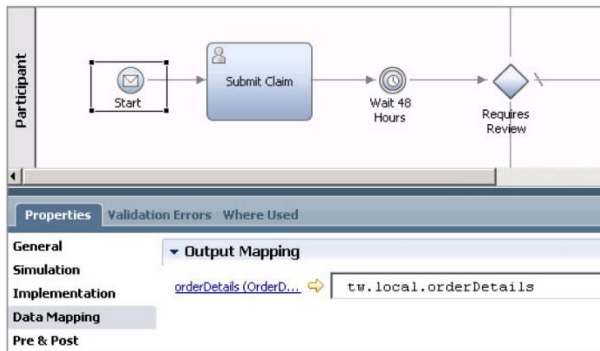 Participant
Start
Submit Claim
Wait 48
Hours
Requires
Review
Properties Validation Errors Where Used
General
Simulation
Implementation
Data Mapping
Pre & Post
Output Mapping
orderDetails (OrderD... tw.local.orderDetails